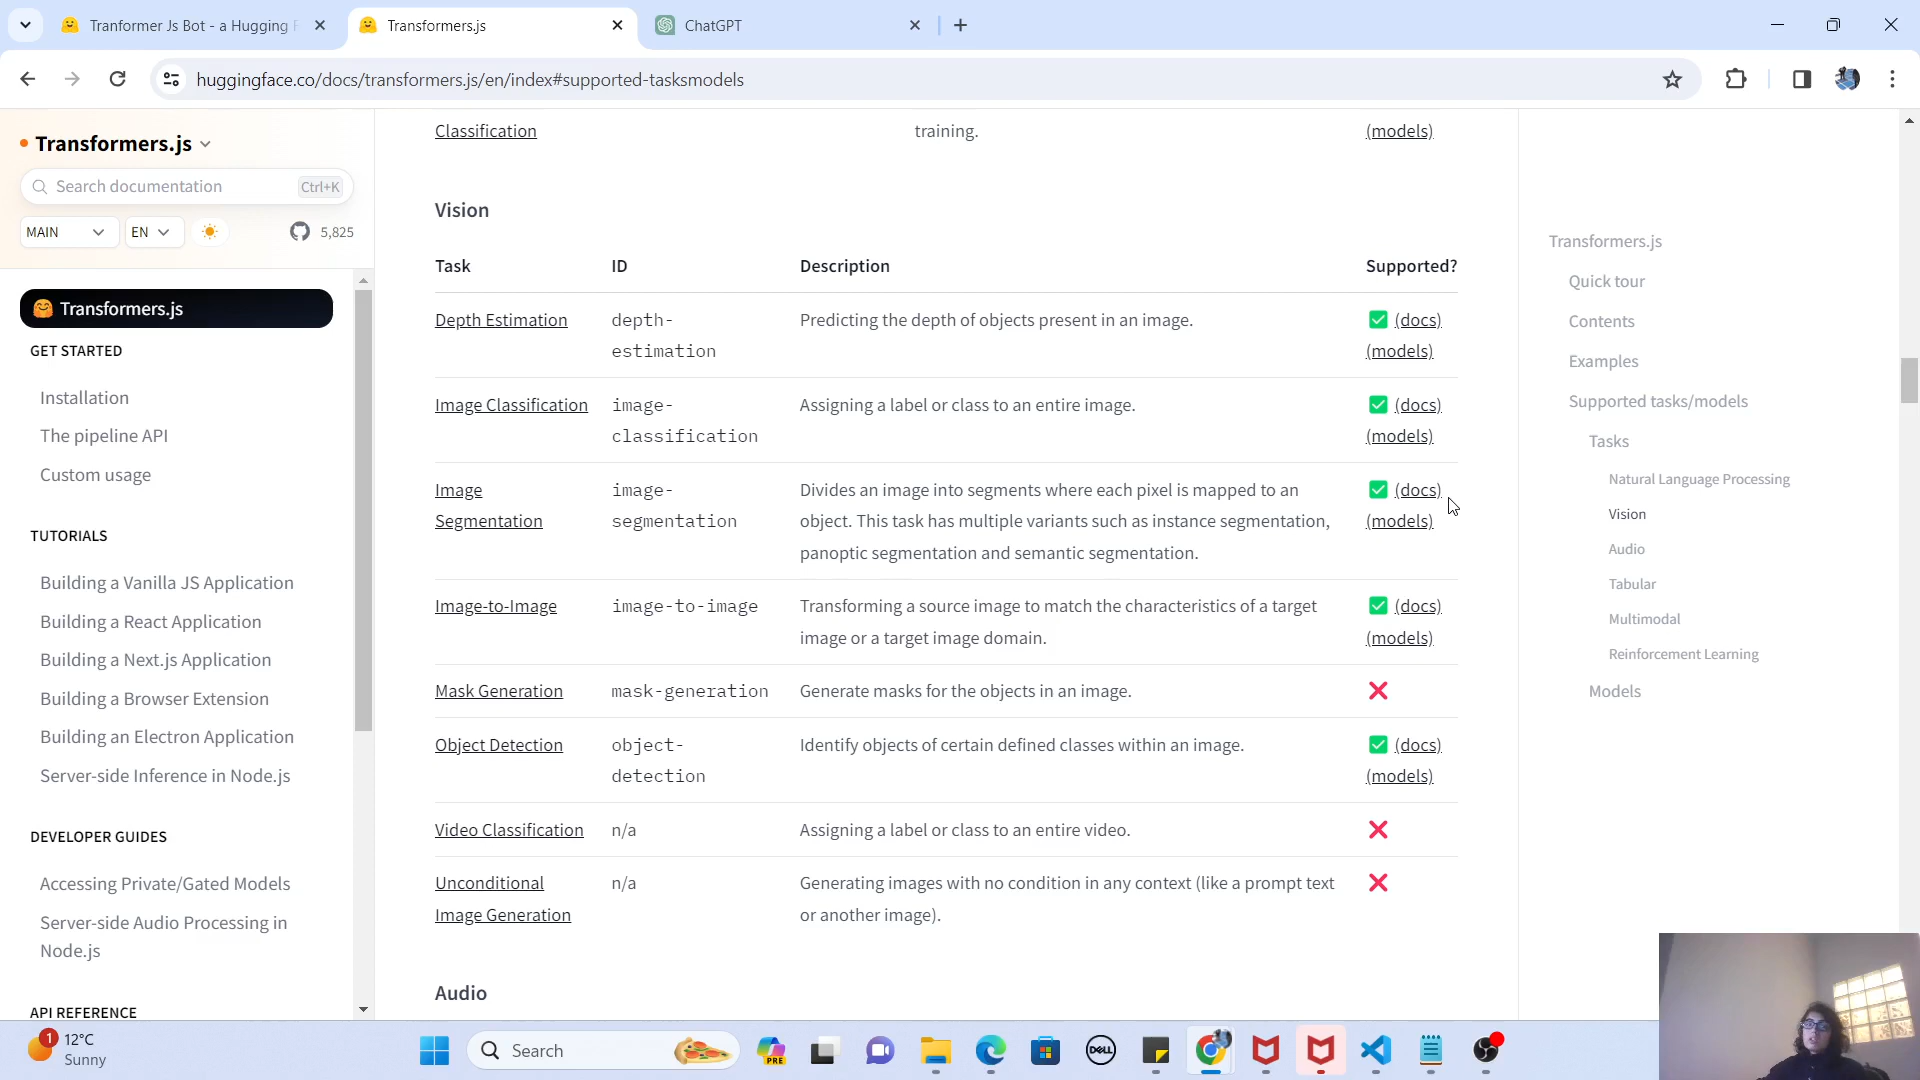 Tranformer Js Bot - a Hugging F
Transformers.js
ChatGPT
huggingface.co/docs/transformers.js/en/index#supported-tasksmodels
Transformers.js
Search documentation Ctrl+K
MAIN EN 5,825
Transformers.js
GET STARTED
Installation
The pipeline API
Custom usage
TUTORIALS
Building a Vanilla JS Application
Building a React Application
Building a Next.js Application
Building a Browser Extension
Building an Electron Application
Server-side Inference in Node.js
DEVELOPER GUIDES
Accessing Private/Gated Models
Server-side Audio Processing in
Node.js
API REFERENCE
Classification training. (models)
Vision
Task ID Description Supported?
Depth Estimation depth- Predicting the depth of objects present in an image. ✅ (docs)
estimation (models)
Image Classification image- Assigning a label or class to an entire image. ✅ (docs)
classification (models)
Image image- Divides an image into segments where each pixel is mapped to an ✅ (docs)
Segmentation segmentation object. This task has multiple variants such as instance segmentation, (models)
panoptic segmentation and semantic segmentation.
Image-to-Image image-to-image Transforming a source image to match the characteristics of a target ✅ (docs)
image or a target image domain. (models)
Mask Generation mask-generation Generate masks for the objects in an image. ❌
Object Detection object- Identify objects of certain defined classes within an image. ✅ (docs)
detection (models)
Video Classification n/a Assigning a label or class to an entire video. ❌
Unconditional n/a Generating images with no condition in any context (like a prompt text ❌
Image Generation or another image).
Audio
Transformers.js
Quick tour
Contents
Examples
Supported tasks/models
Tasks
Natural Language Processing
Vision
Audio
Tabular
Multimodal
Reinforcement Learning
Models
1 12°C
Sunny
Search
PRE
DELL